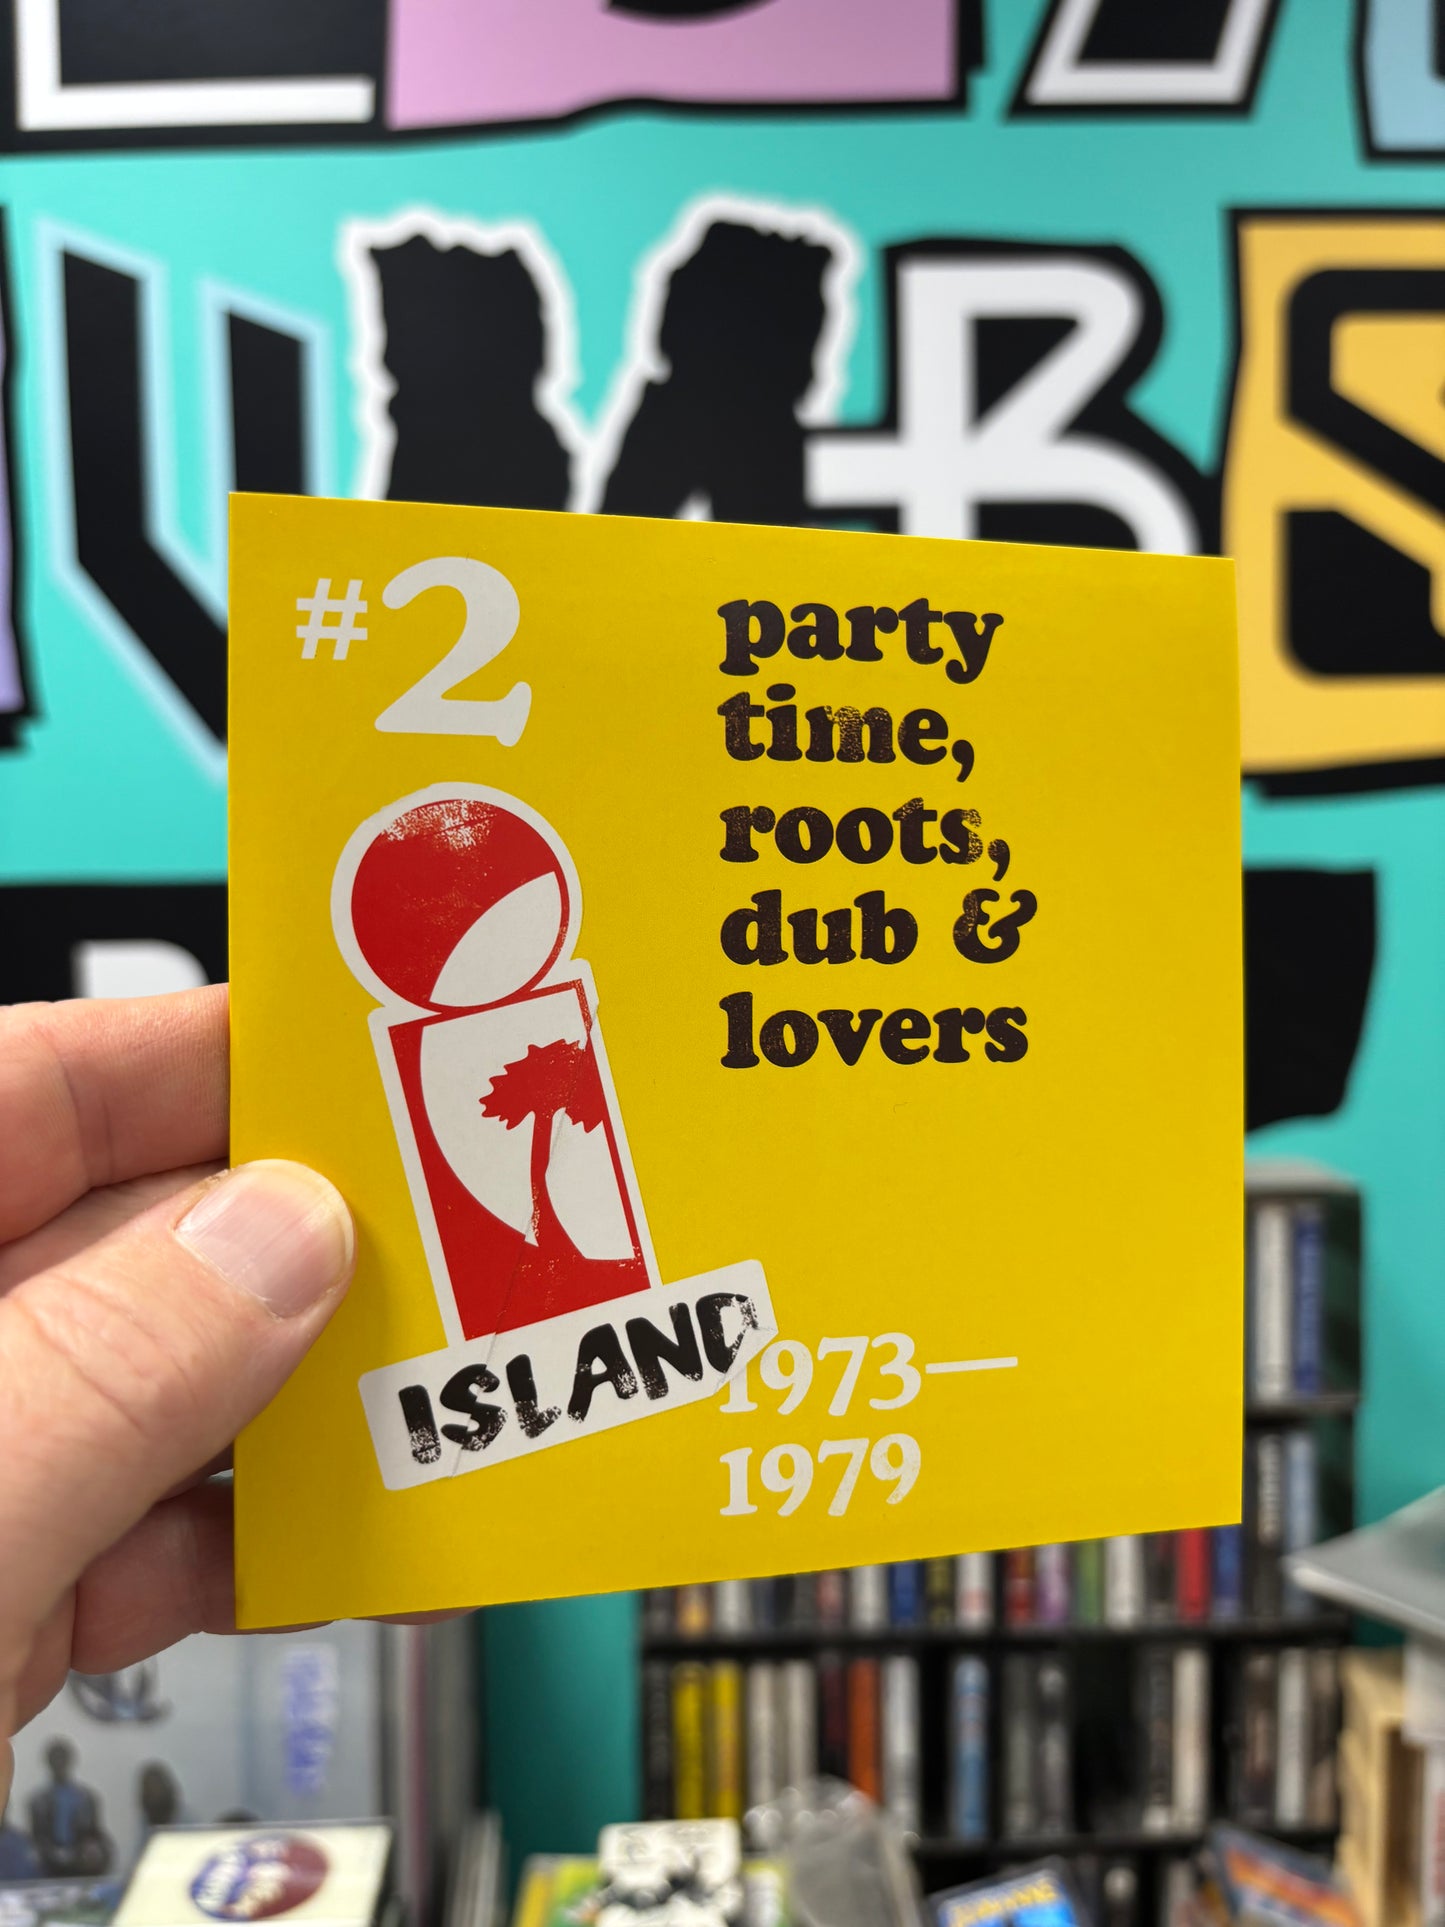 #2
party
time,
roots,
dub &
lovers
ISLAND
1973—
1979